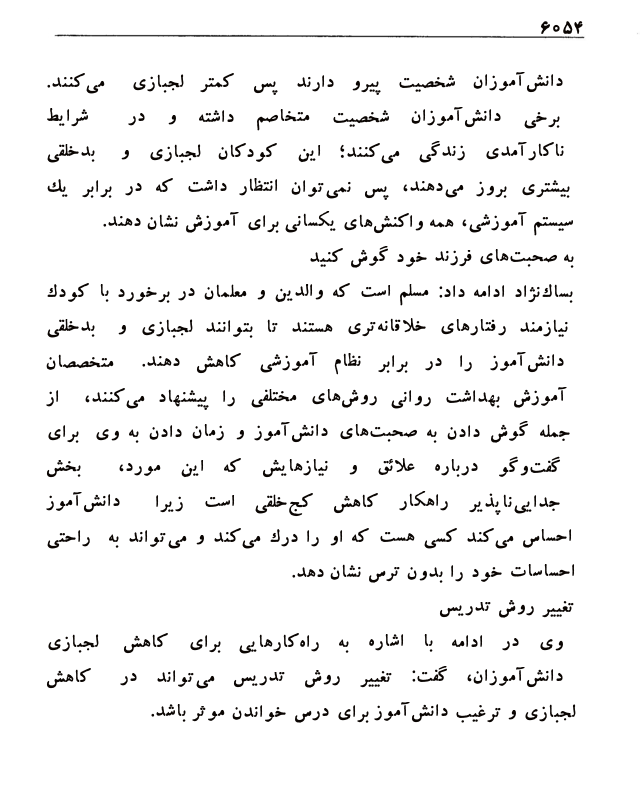 ۶۰۵۴
دانش‌آموزان شخصیت پیرو دارند پس کمتر لجبازی می‌کنند.
برخی دانش‌آموزان شخصیت متخاصم داشته و در شرایط
ناکارآمدی زندگی می‌کنند؛ این کودکان لجبازی و بدخلقی
بیشتری بروز می‌دهند، پس نمی‌توان انتظار داشت که در برابر یك
سیستم آموزشی، همه واکنش‌های یکسانی برای آموزش نشان دهند.
به صحبت‌های فرزند خود گوش کنید
بساك‌نژاد ادامه داد: مسلم است که والدین و معلمان در برخورد با کودك
نیازمند رفتارهای خلاقانه‌تری هستند تا بتوانند لجبازی و بدخلقی
دانش‌آموز را در برابر نظام آموزشی کاهش دهند. متخصصان
آموزش بهداشت روانی روش‌های مختلفی را پیشنهاد می‌کنند، از
جمله گوش دادن به صحبت‌های دانش‌آموز و زمان دادن به وی برای
گفت‌وگو درباره علائق و نیازهایش که این مورد، بخش
جدایی‌ناپذیر راهکار کاهش کج‌خلقی است زیرا دانش‌آموز
احساس می‌کند کسی هست که او را درك می‌کند و می‌تواند به راحتی
احساسات خود را بدون ترس نشان دهد.
تغییر روش تدریس
وی در ادامه با اشاره به راه‌کارهایی برای کاهش لجبازی
دانش‌آموزان، گفت: تغییر روش تدریس می‌تواند در کاهش
لجبازی و ترغیب دانش‌آموز برای درس خواندن موثر باشد.